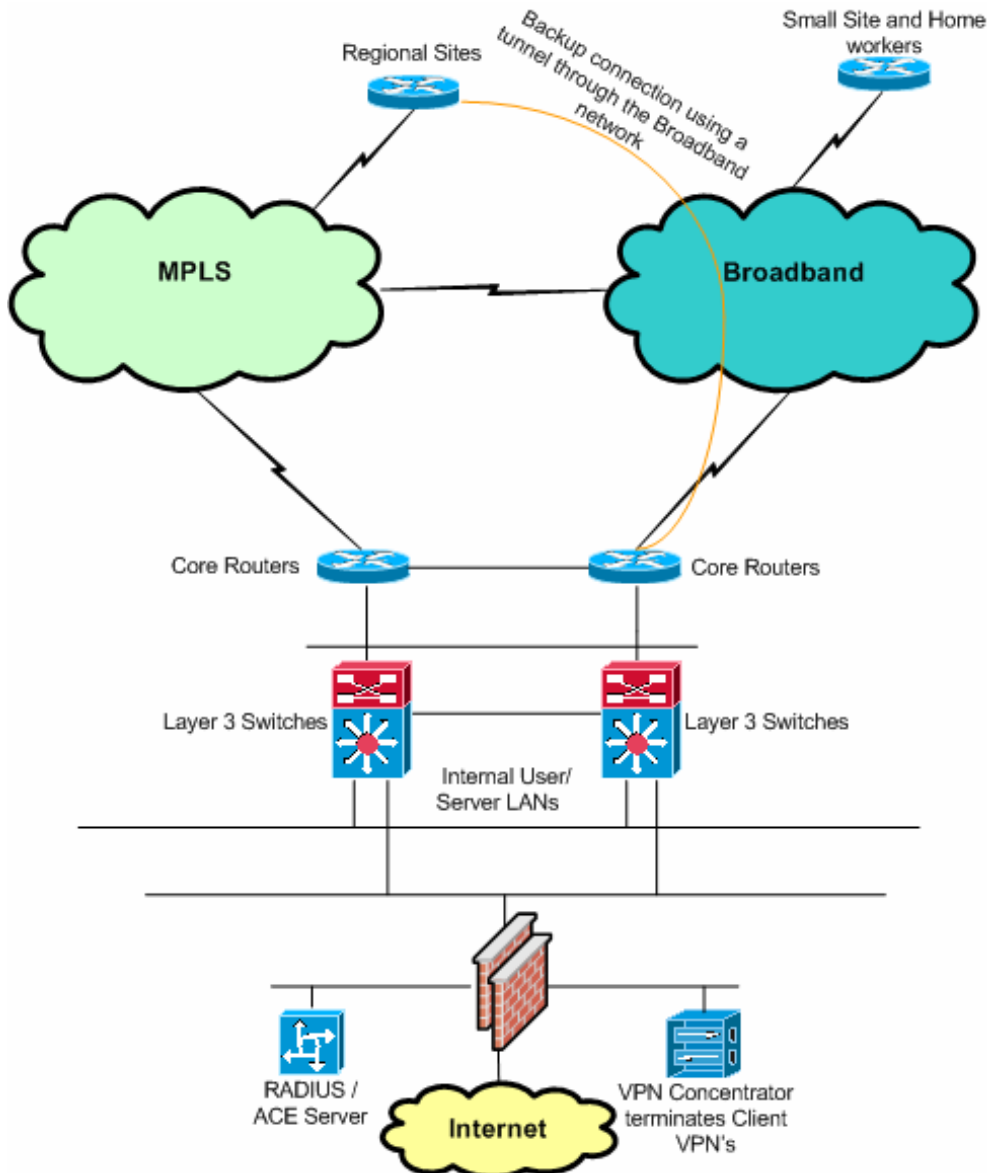 Small Site and Home
workers
Regional Sites
Backup connection using a
tunnel through the Broadband
network
MPLS
Broadband
Core Routers
Core Routers
Layer 3 Switches
Layer 3 Switches
Internal User/
Server LANs
RADIUS /
ACE Server
VPN Concentrator
terminates Client
VPN's
Internet